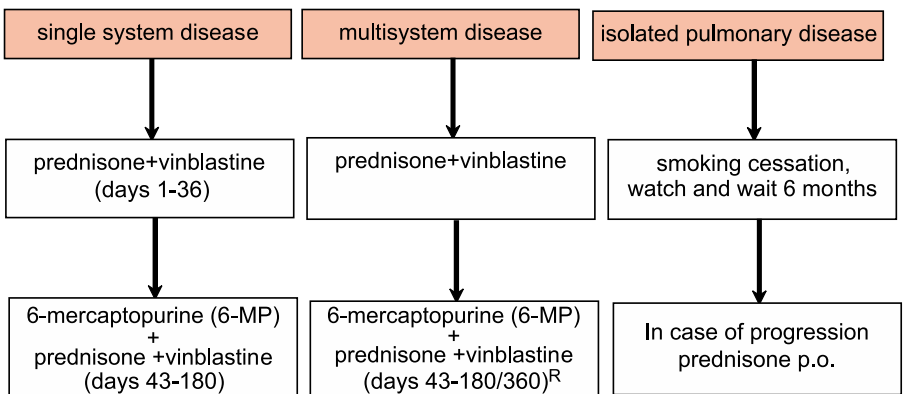 single system disease
multisystem disease
isolated pulmonary disease
prednisone+vinblastine
(days 1-36)
prednisone+vinblastine
smoking cessation,
watch and wait 6 months
6-mercaptopurine (6-MP)
+
prednisone +vinblastine
(days 43-180)
6-mercaptopurine (6-MP)
+
prednisone +vinblastine
(days 43-180/360)R
In case of progression
prednisone p.o.